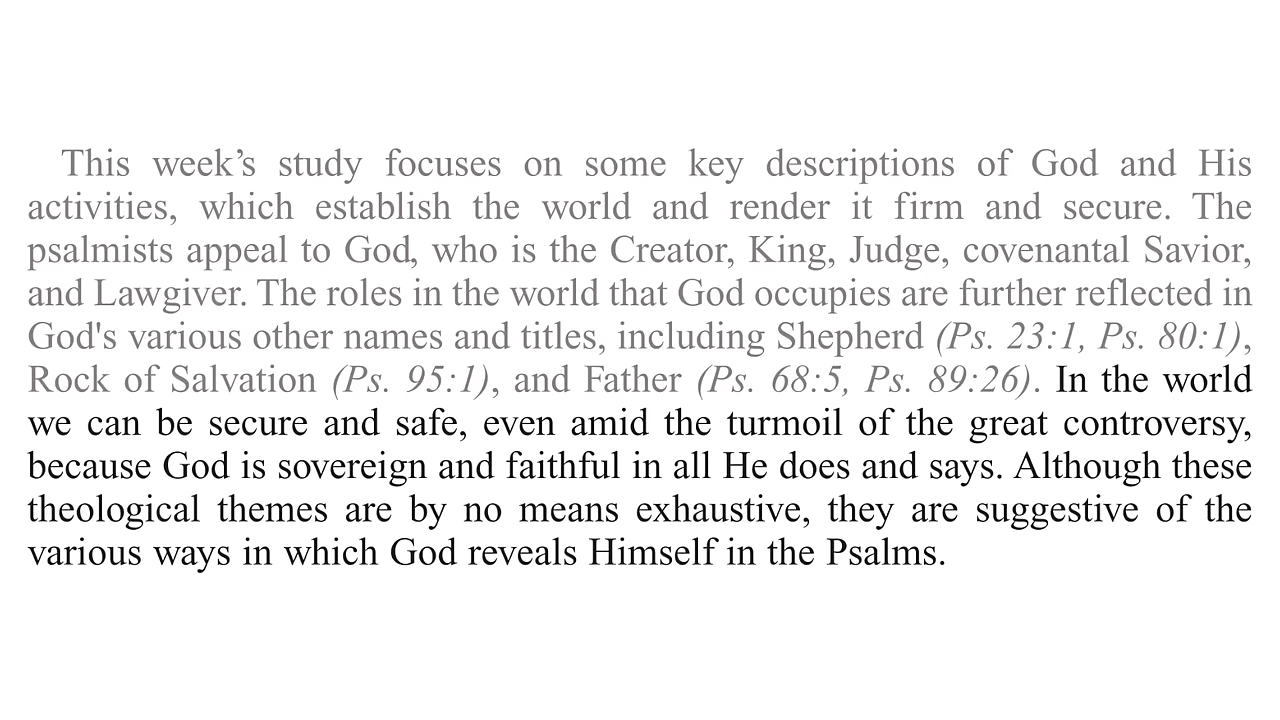 This week’s study focuses on some key descriptions of God and His
activities, which establish the world and render it firm and secure. The
psalmists appeal to God, who is the Creator, King, Judge, covenantal Savior,
and Lawgiver. The roles in the world that God occupies are further reflected in
God's various other names and titles, including Shepherd (Ps. 23:1, Ps. 80:1),
Rock of Salvation (Ps. 95:1), and Father (Ps. 68:5, Ps. 89:26). In the world
we can be secure and safe, even amid the turmoil of the great controversy,
because God is sovereign and faithful in all He does and says. Although these
theological themes are by no means exhaustive, they are suggestive of the
various ways in which God reveals Himself in the Psalms.